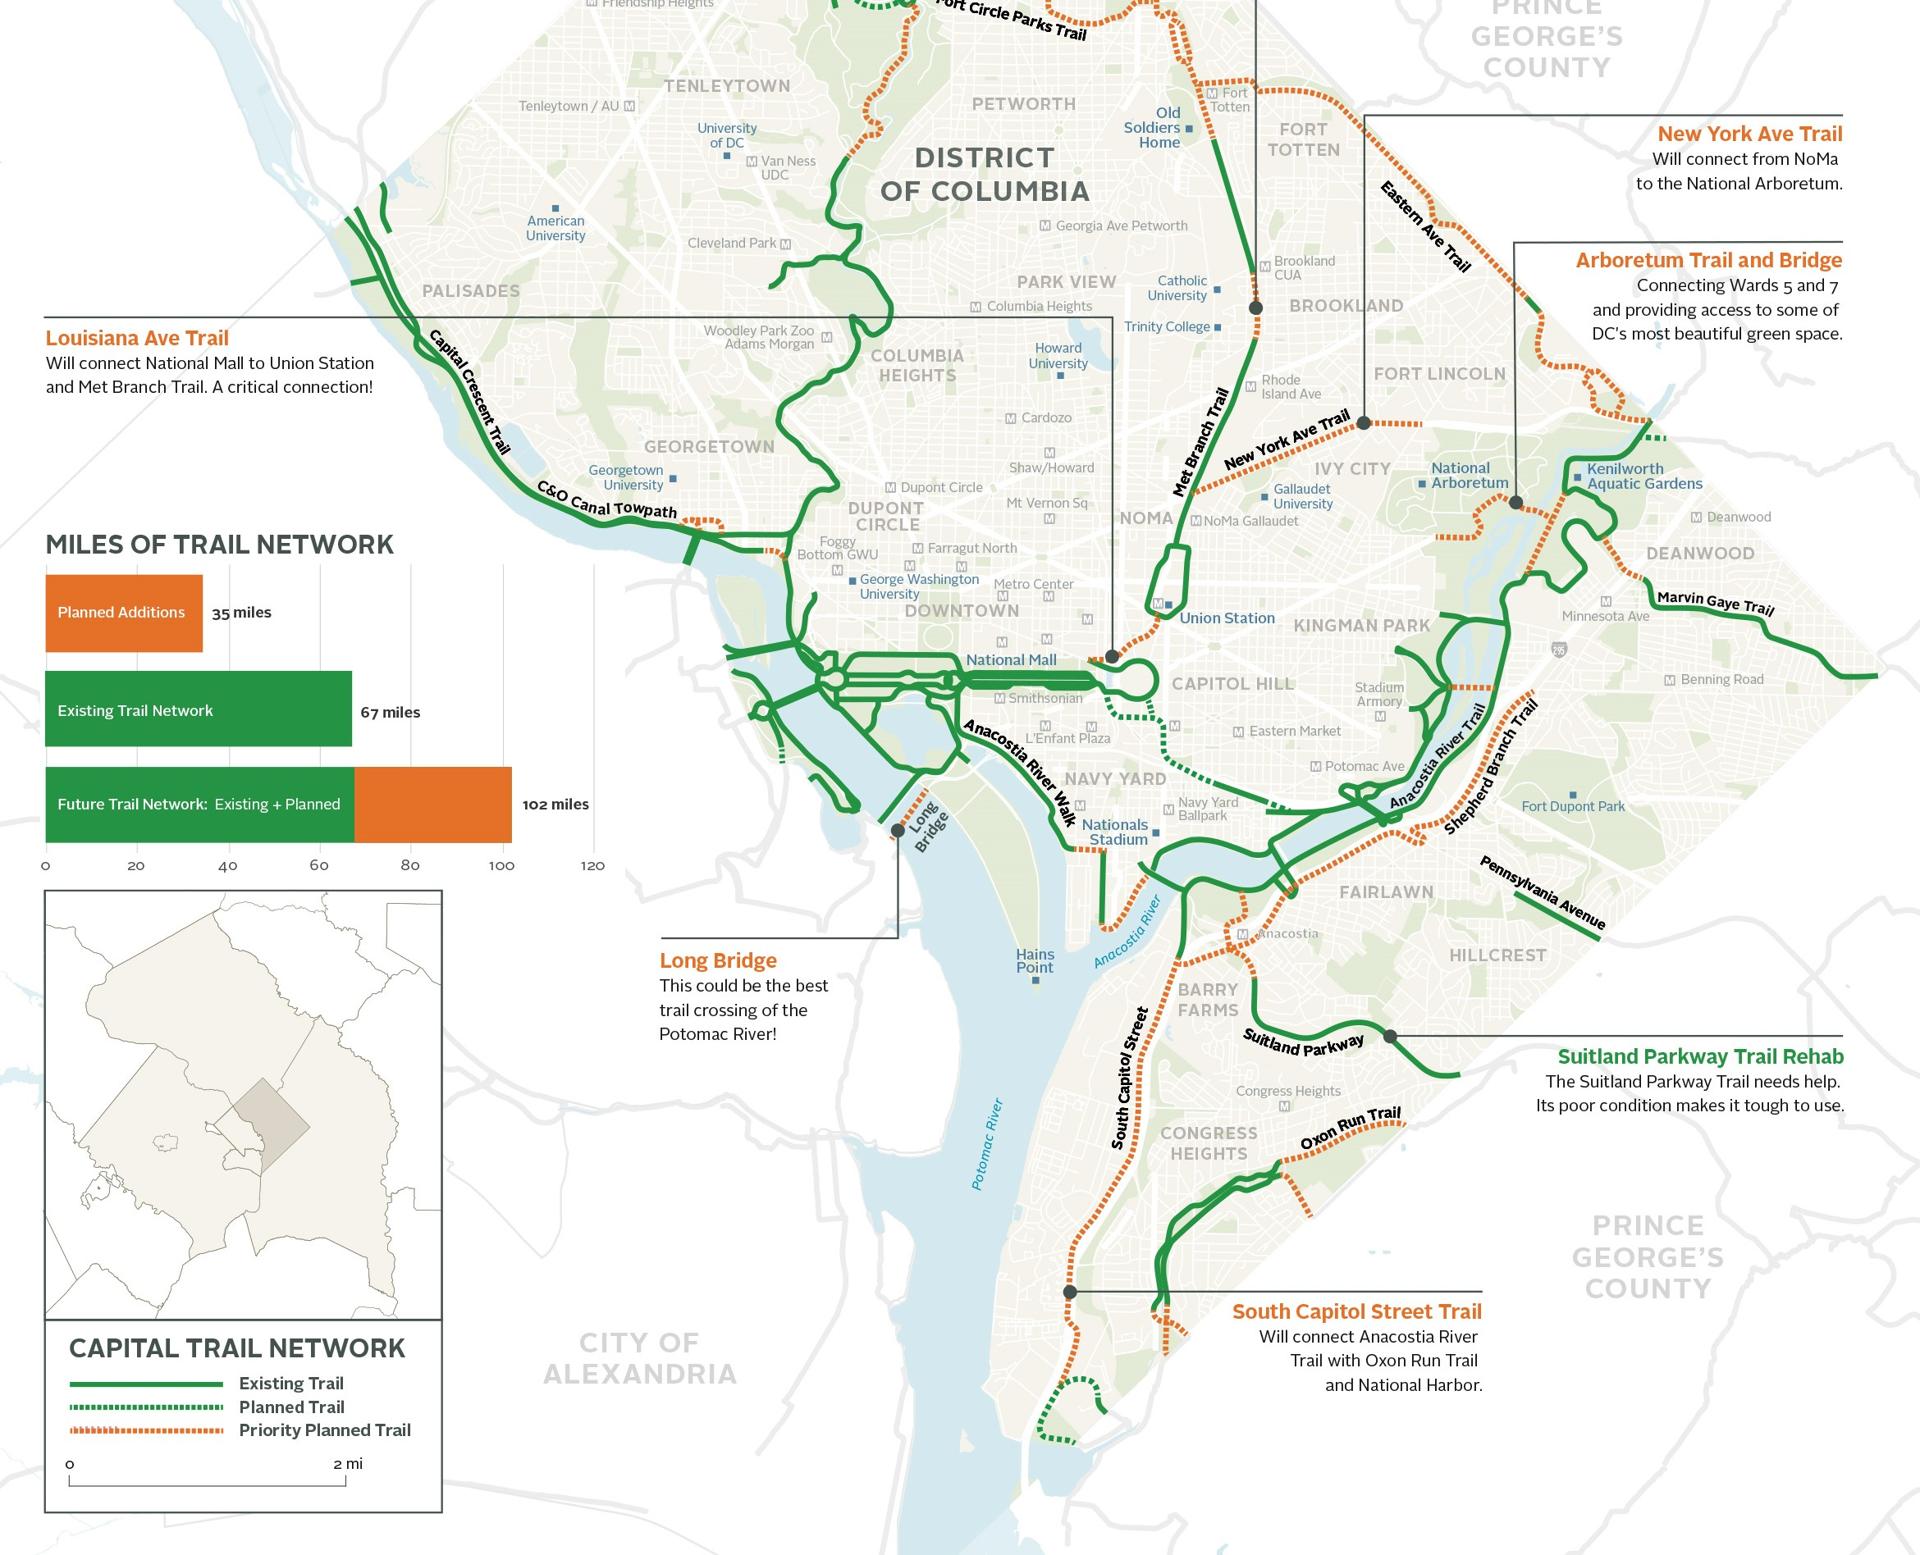 Friendship Heights
Fort Circle Parks Trail
PRINCE
GEORGE'S
COUNTY
TENLEYTOWN
Tenleytown / AU M
PETWORTH
M Fort
Totten
Old
Soldiers
Home
FORT
TOTTEN
University
of DC
M Van Ness
UDC
DISTRICT
OF COLUMBIA
New York Ave Trail
Will connect from NoMa
to the National Arboretum.
Eastern Ave Trail
American
University
Cleveland Park M
M Georgia Ave Petworth
Arboretum Trail and Bridge
Connecting Wards 5 and 7
and providing access to some of
DC's most beautiful green space.
PALISADES
PARK VIEW
M Columbia Heights
Catholic
University
M Brookland
CUA
BROOKLAND
Trinity College
Louisiana Ave Trail
Will connect National Mall to Union Station
and Met Branch Trail. A critical connection!
Capital Crescent Trail
Woodley Park Zoo
Adams Morgan M
COLUMBIA
HEIGHTS
Howard
University
M Rhode
Island Ave
FORT LINCOLN
M Cardozo
Met Branch Trail
New York Ave Trail
GEORGETOWN
Georgetown
University
M
Shaw/Howard
IVY CITY
National
Arboretum
Kenilworth
Aquatic Gardens
C&O Canal Towpath
M Dupont Circle
Gallaudet
University
DUPONT
CIRCLE
Mt Vernon Sq
M
NOMA
M NoMa Gallaudet
M Deanwood
DEANWOOD
Foggy
Bottom GWU
M
M Farragut North
M
M
George Washington
University
Metro Center
M
M
DOWNTOWN
M
Union Station
M
M
M
KINGMAN PARK
M
Minnesota Ave
Marvin Gaye Trail
295
MILES OF TRAIL NETWORK
Planned Additions
35 miles
Existing Trail Network
67 miles
Future Trail Network: Existing + Planned
102 miles
0
20
40
60
80
100
120
National Mall
M Smithsonian
CAPITOL HILL
Stadium
Armory
M
M Benning Road
M
M
L'Enfant Plaza
M
M Eastern Market
Anacostia River Walk
Anacostia River Trail
Shepherd Branch Trail
NAVY YARD
M Potomac Ave
M
M Navy Yard
Ballpark
Nationals
Stadium
Fort Dupont Park
Long
Bridge
Pennsylvania Avenue
FAIRLAWN
Anacostia River
M Anacostia
HILLCREST
Long Bridge
This could be the best
trail crossing of the
Potomac River!
Hains
Point
BARRY
FARMS
South Capitol Street
Suitland Parkway
Suitland Parkway Trail Rehab
The Suitland Parkway Trail needs help.
Its poor condition makes it tough to use.
Congress Heights
M
Oxon Run Trail
CONGRESS
HEIGHTS
Potomac River
PRINCE
GEORGE'S
COUNTY
South Capitol Street Trail
Will connect Anacostia River
Trail with Oxon Run Trail
and National Harbor.
CITY OF
ALEXANDRIA
CAPITAL TRAIL NETWORK
Existing Trail
Planned Trail
Priority Planned Trail
0
2 mi